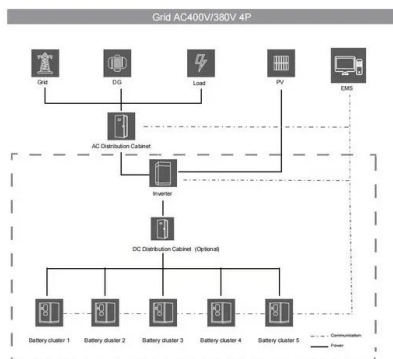 Grid AC400V/380V 4P
Grid
DG
Load
PV
EMS
AC Distribution Cabinet
Inverter
DC Distribution Cabinet (Optional)
Battery cluster 1
Battery cluster 2
Battery cluster 3
Battery cluster 4
Battery cluster 5
Communication
Power